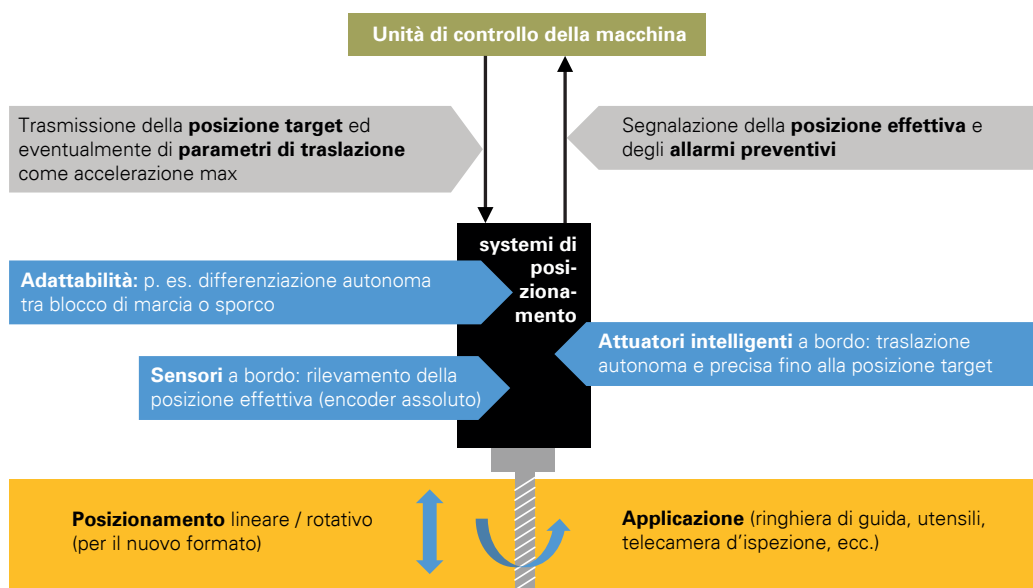 Unità di controllo della macchina
Trasmissione della posizione target ed
eventualmente di parametri di traslazione
come accelerazione max
Segnalazione della posizione effettiva e
degli allarmi preventivi
systemi di
posi-
ziona-
mento
Adattabilità: p. es. differenziazione autonoma
tra blocco di marcia o sporco
Attuatori intelligenti a bordo: traslazione
autonoma e precisa fino alla posizione target
Sensori a bordo: rilevamento della
posizione effettiva (encoder assoluto)
Posizionamento lineare / rotativo
(per il nuovo formato)
Applicazione (ringhiera di guida, utensili,
telecamera d'ispezione, ecc.)